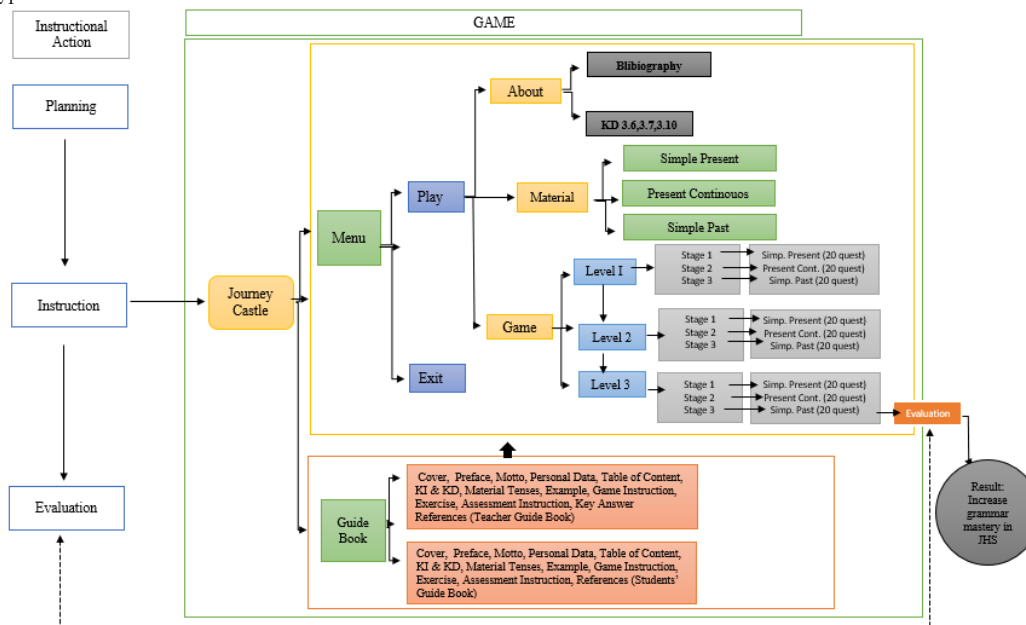 Instructional
Action
GAME
Planning
Instruction
Evaluation
Journey
Castle
Menu
Play
Exit
About
Blibiography
KD 3.6,3.7,3.10
Material
Simple Present
Present Continouos
Simple Past
Game
Level I
Stage 1
Stage 2
Stage 3
Simp. Present (20 quest)
Present Cont. (20 quest)
Simp. Past (20 quest)
Level 2
Stage 1
Stage 2
Stage 3
Simp. Present (20 quest)
Present Cont. (20 quest)
Simp. Past (20 quest)
Level 3
Stage 1
Stage 2
Stage 3
Simp. Present (20 quest)
Present Cont. (20 quest)
Simp. Past (20 quest)
Evaluation
Result:
Increase
grammar
mastery in
JHS
Guide
Book
Cover, Preface, Motto, Personal Data, Table of Content,
KI & KD, Material Tenses, Example, Game Instruction,
Exercise, Assessment Instruction, Key Answer
References (Teacher Guide Book)
Cover, Preface, Motto, Personal Data, Table of Content,
KI & KD, Material Tenses, Example, Game Instruction,
Exercise, Assessment Instruction, References (Students'
Guide Book)